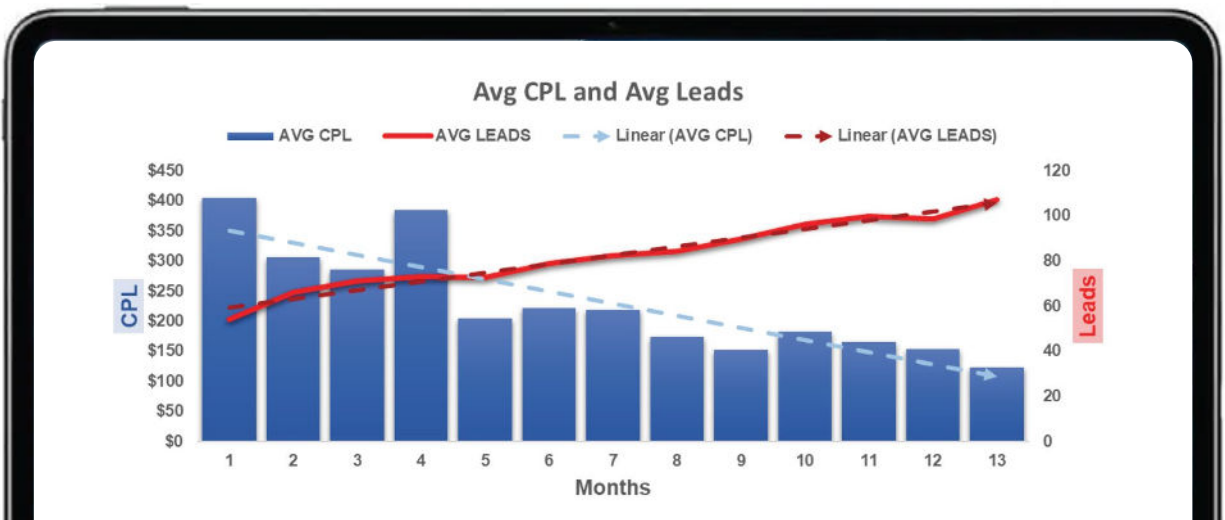 Avg CPL and Avg Leads
AVG CPL AVG LEADS Linear (AVG CPL) Linear (AVG LEADS)
$450 120
$400 100
$350
$300 80
$250
$200 60
$150 40
$100
$50 20
$0 0
CPL
Leads
1 2 3 4 5 6 7 8 9 10 11 12 13
Months